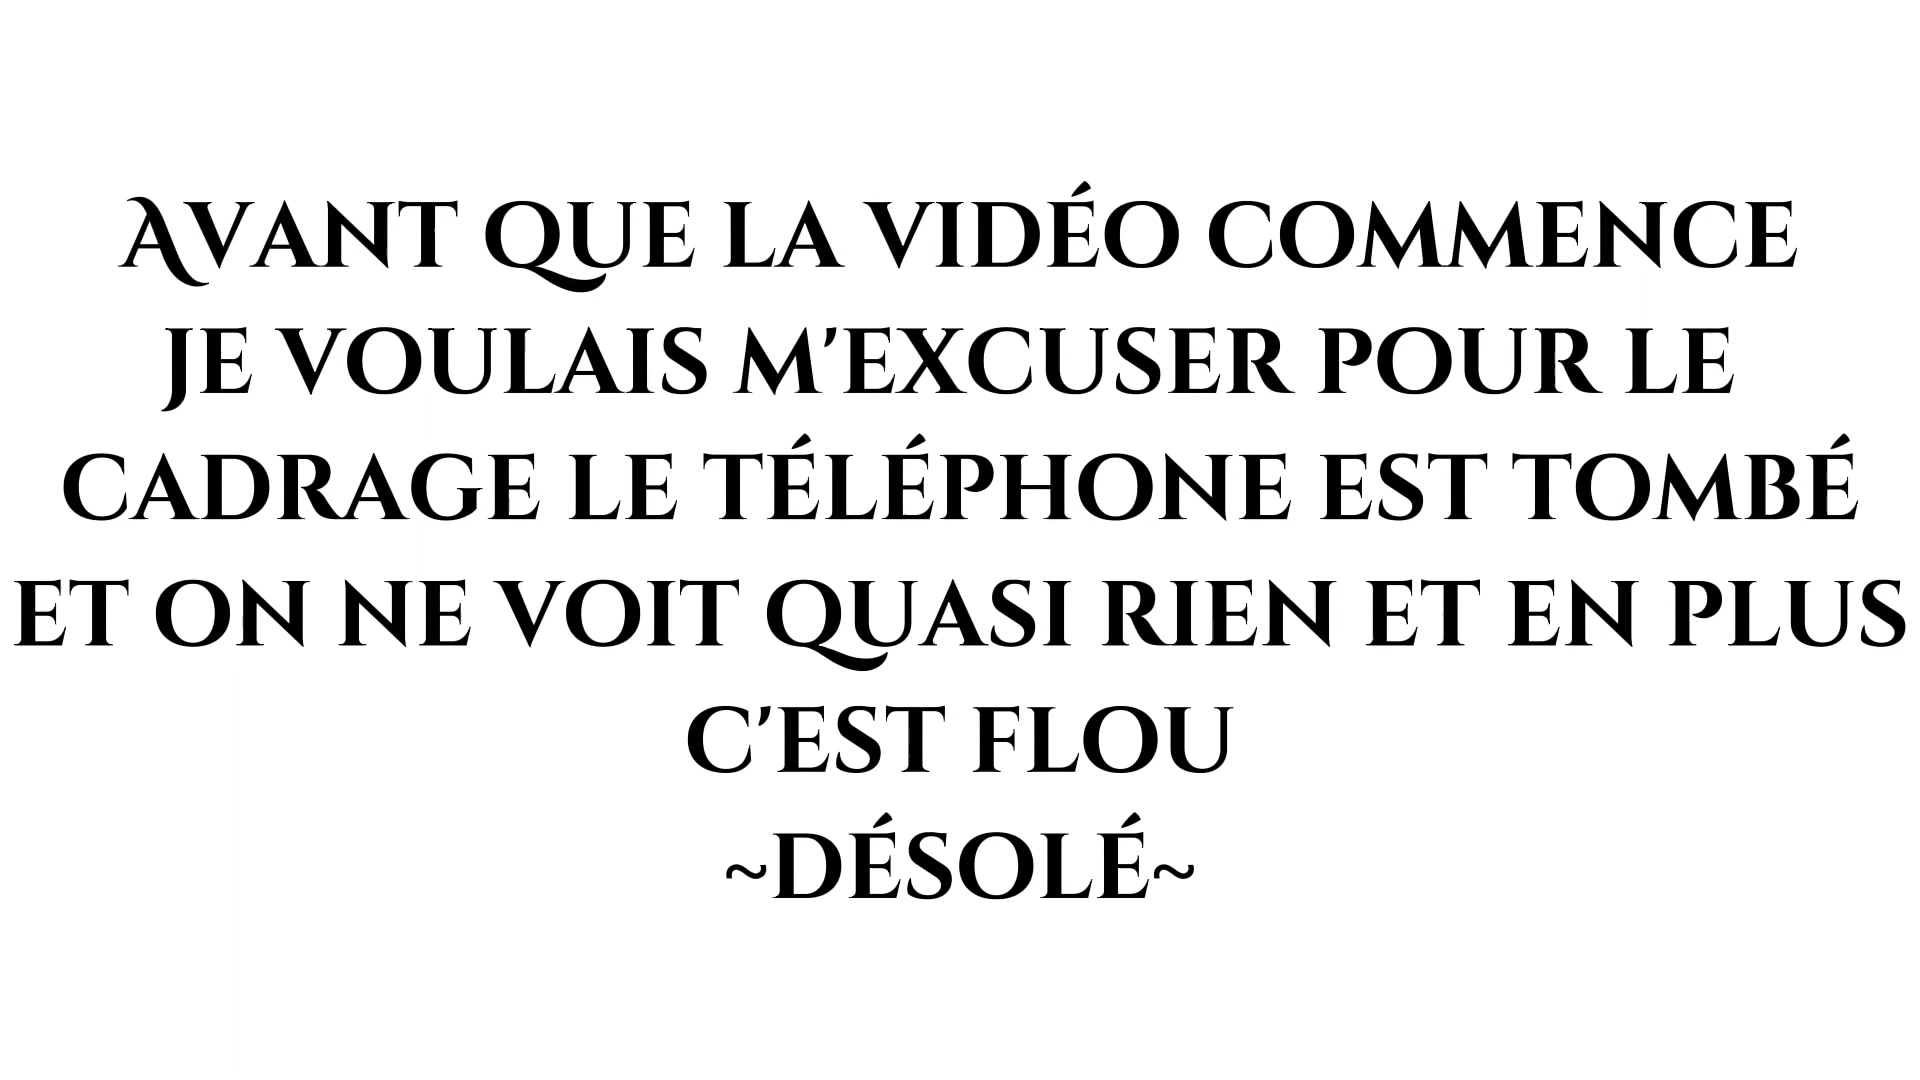 Avant que la vidéo commence
je voulais m'excuser pour le
cadrage le téléphone est tombé
et on ne voit quasi rien et en plus
c'est flou
~désolé~